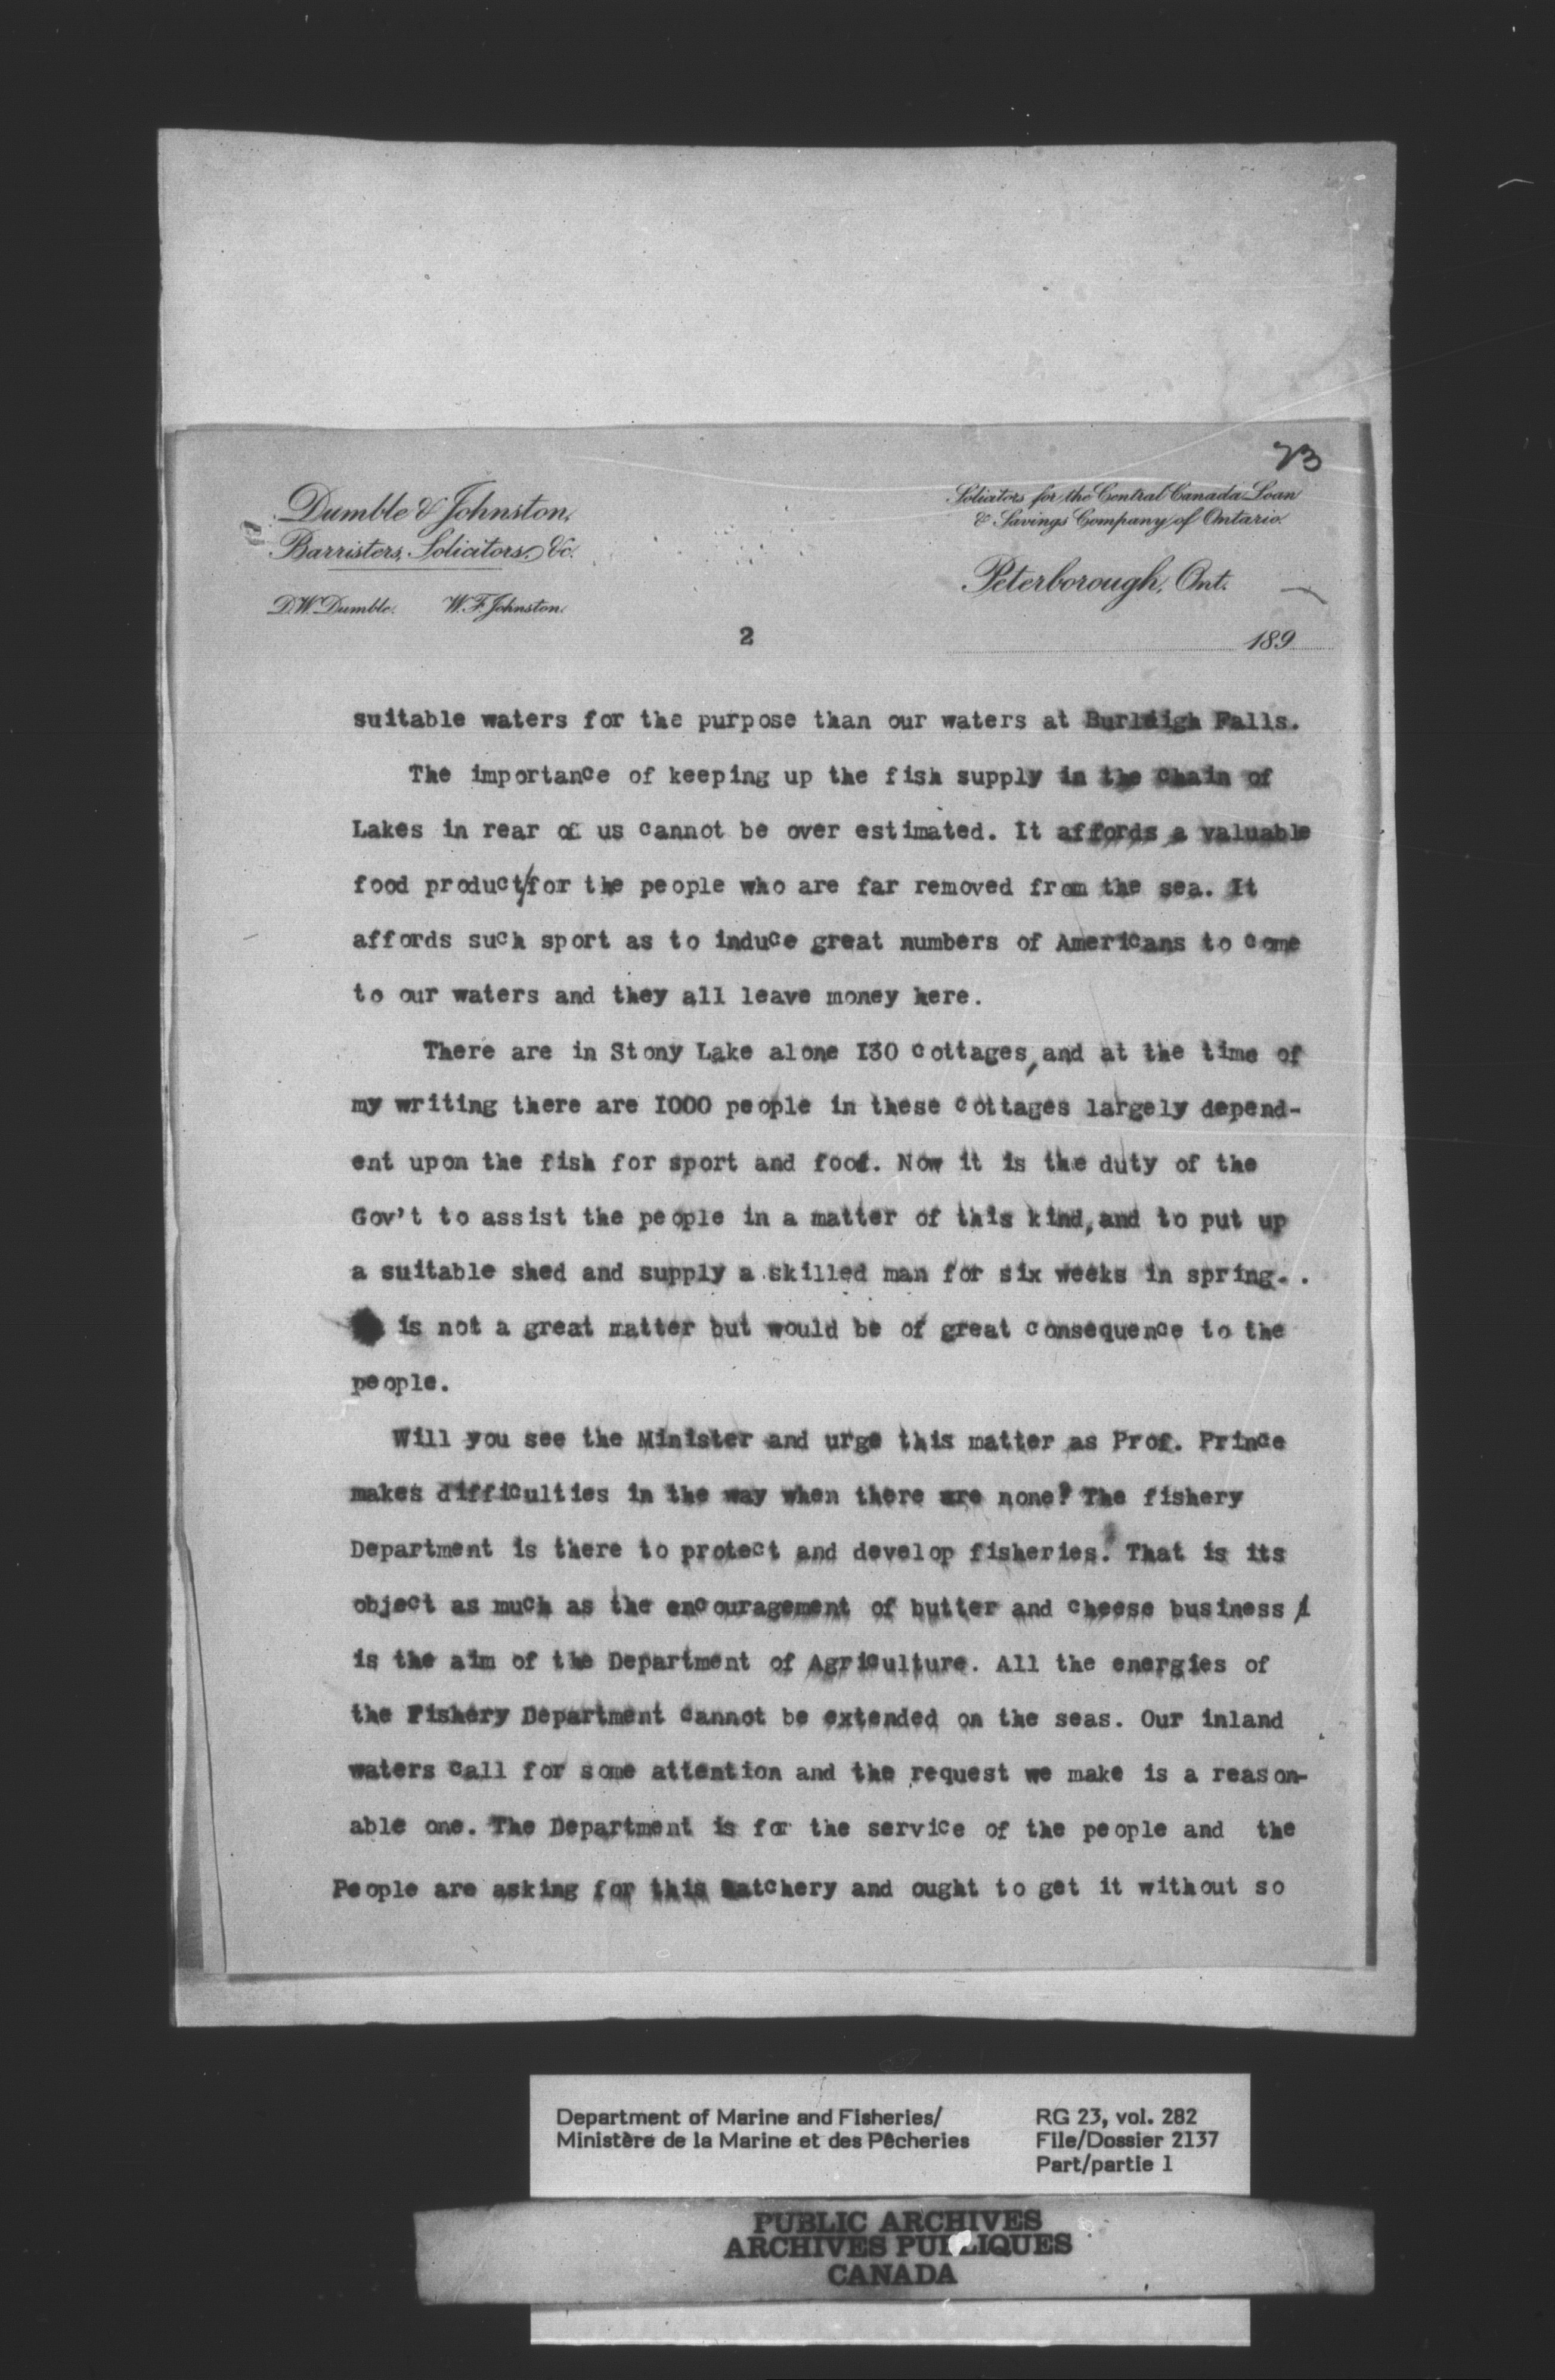 23
Dumble & Johnston,
Barristers, Solicitors, &c.
D.W. Dumble. W.F. Johnston.
Solicitors for the Central Canada Loan
& Savings Company of Ontario.
Peterborough, Ont.
189
2
suitable waters for the purpose than our waters at Burleigh Falls.
The importance of keeping up the fish supply in the Chain of
Lakes in rear of us cannot be over estimated. It affords a valuable
food product/for the people who are far removed from the sea. It
affords such sport as to induce great numbers of Americans to come
to our waters and they all leave money here.
There are in Stony Lake alone I30 cottages, and at the time of
my writing there are I000 people in these cottages largely depend-
ent upon the fish for sport and food. Now it is the duty of the
Gov't to assist the people in a matter of this kind, and to put up
a suitable shed and supply a skilled man for six weeks in spring. .
is not a great matter but would be of great consequence to the
people.
Will you see the Minister and urge this matter as Prof. Prince
makes difficulties in the way when there are none? The fishery
Department is there to protect and develop fisheries. That is its
object as much as the encouragement of butter and cheese business
is the aim of the Department of Agriculture. All the energies of
the Fishery Department cannot be extended on the seas. Our inland
waters call for some attention and the request we make is a reason-
able one. The Department is for the service of the people and the
People are asking for this hatchery and ought to get it without so
Department of Marine and Fisheries/
Ministère de la Marine et des Pêcheries
RG 23, vol. 282
File/Dossier 2137
Part/partie 1
PUBLIC ARCHIVES
ARCHIVES PUBLIQUES
CANADA